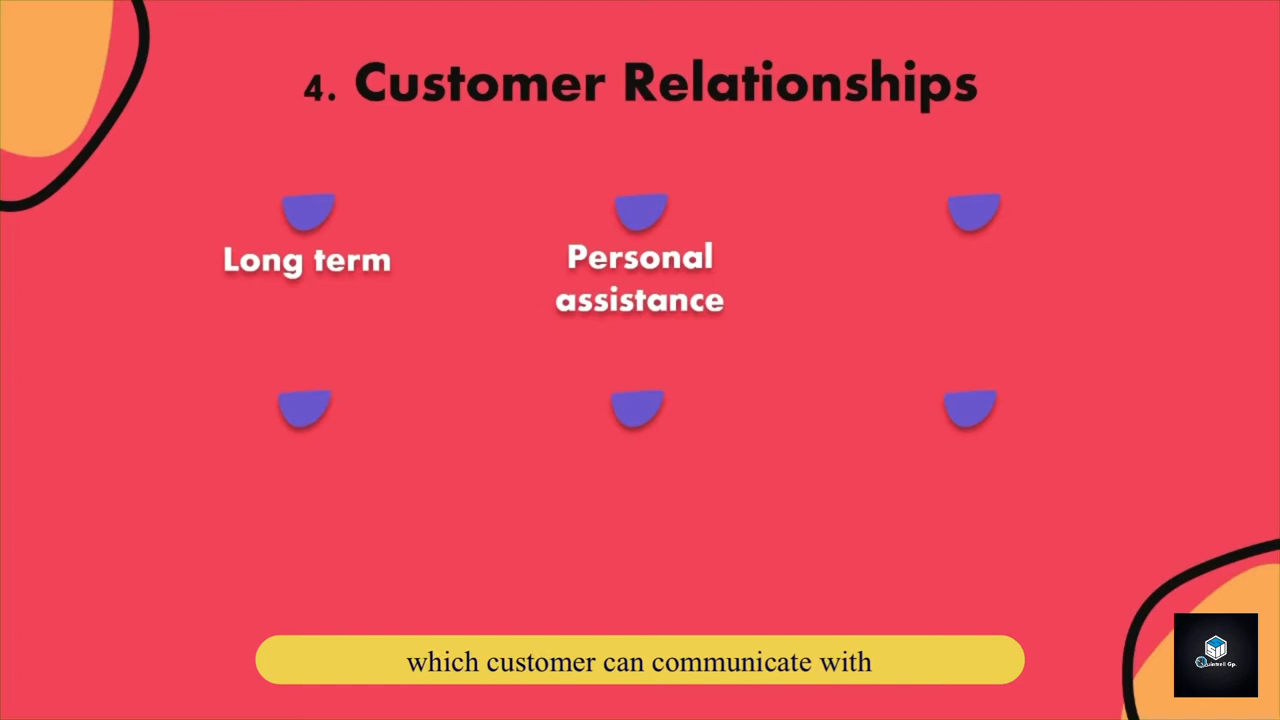 4. Customer Relationships
Long term
Personal
assistance
which customer can communicate with